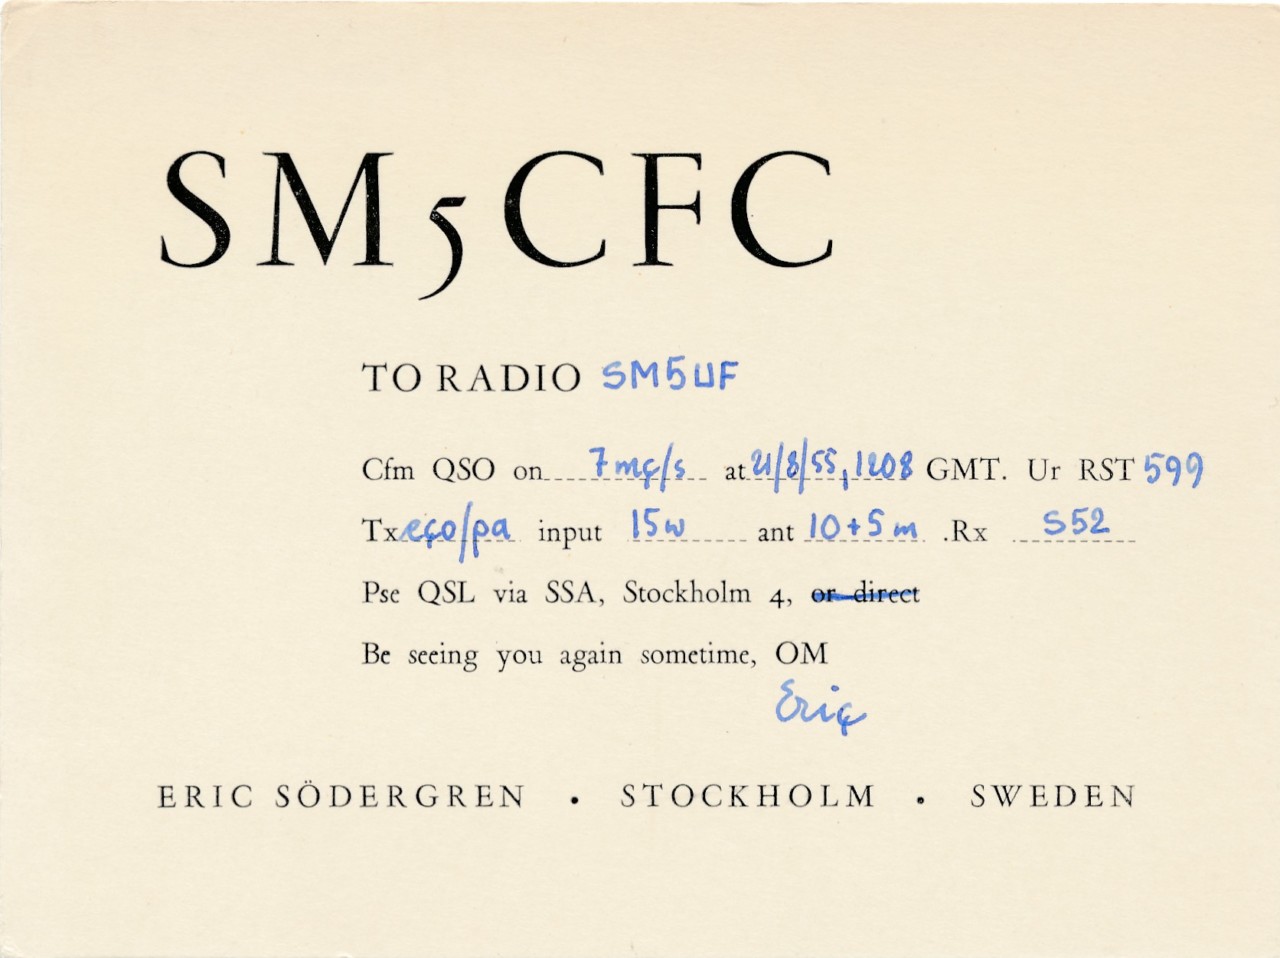 SM5CFC
TO RADIO SM5UF
Cfm QSO on 7mc/s at 21/8/55, 1208 GMT. Ur RST 599
Tx eco/pa input 15w ant 10+5m .Rx S52
Pse QSL via SSA, Stockholm 4, or direct
Be seeing you again sometime, OM
Eric
ERIC SÖDERGREN • STOCKHOLM • SWEDEN